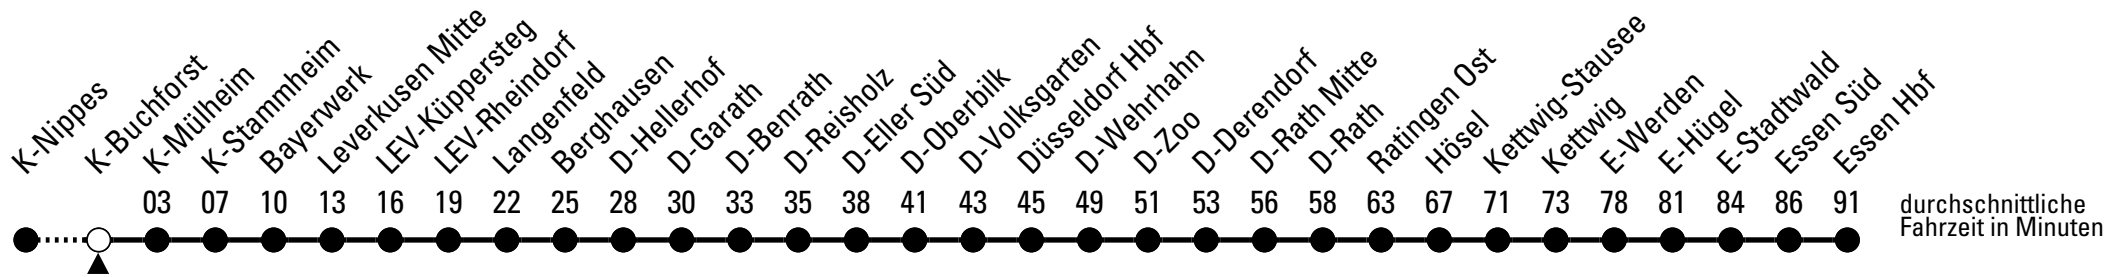 K-Nippes
K-Buchforst
K-Mülheim
K-Stammheim
Bayerwerk
Leverkusen Mitte
LEV-Küppersteg
LEV-Rheindorf
Langenfeld
Berghausen
D-Hellerhof
D-Garath
D-Benrath
D-Reisholz
D-Eller Süd
D-Oberbilk
D-Volksgarten
Düsseldorf Hbf
D-Wehrhahn
D-Zoo
D-Derendorf
D-Rath Mitte
D-Rath
Ratingen Ost
Hösel
Kettwig-Stausee
Kettwig
E-Werden
E-Hügel
E-Stadtwald
Essen Süd
Essen Hbf
03 07 10 13 16 19 22 25 28 30 33 35 38 41 43 45 49 51 53 56 58 63 67 71 73 78 81 84 86 91
durchschnittliche
Fahrzeit in Minuten